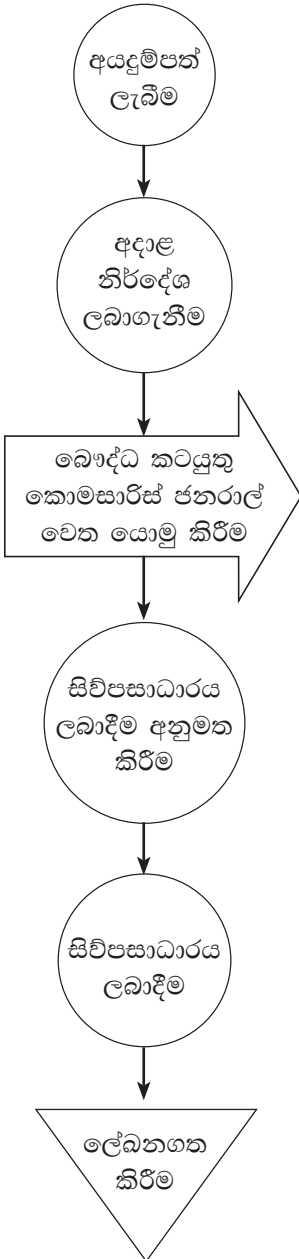 අයදුම්පත්
ලැබීම
අදාළ
නිර්දේශ
ලබාගැනීම
බෞද්ධ කටයුතු
කොමසාරිස් ජනරාල්
වෙත යොමු කිරීම
සිව්පසාධාරය
ලබාදීම අනුමත
කිරීම
සිව්පසාධාරය
ලබාදීම
ලේඛනගත
කිරීම